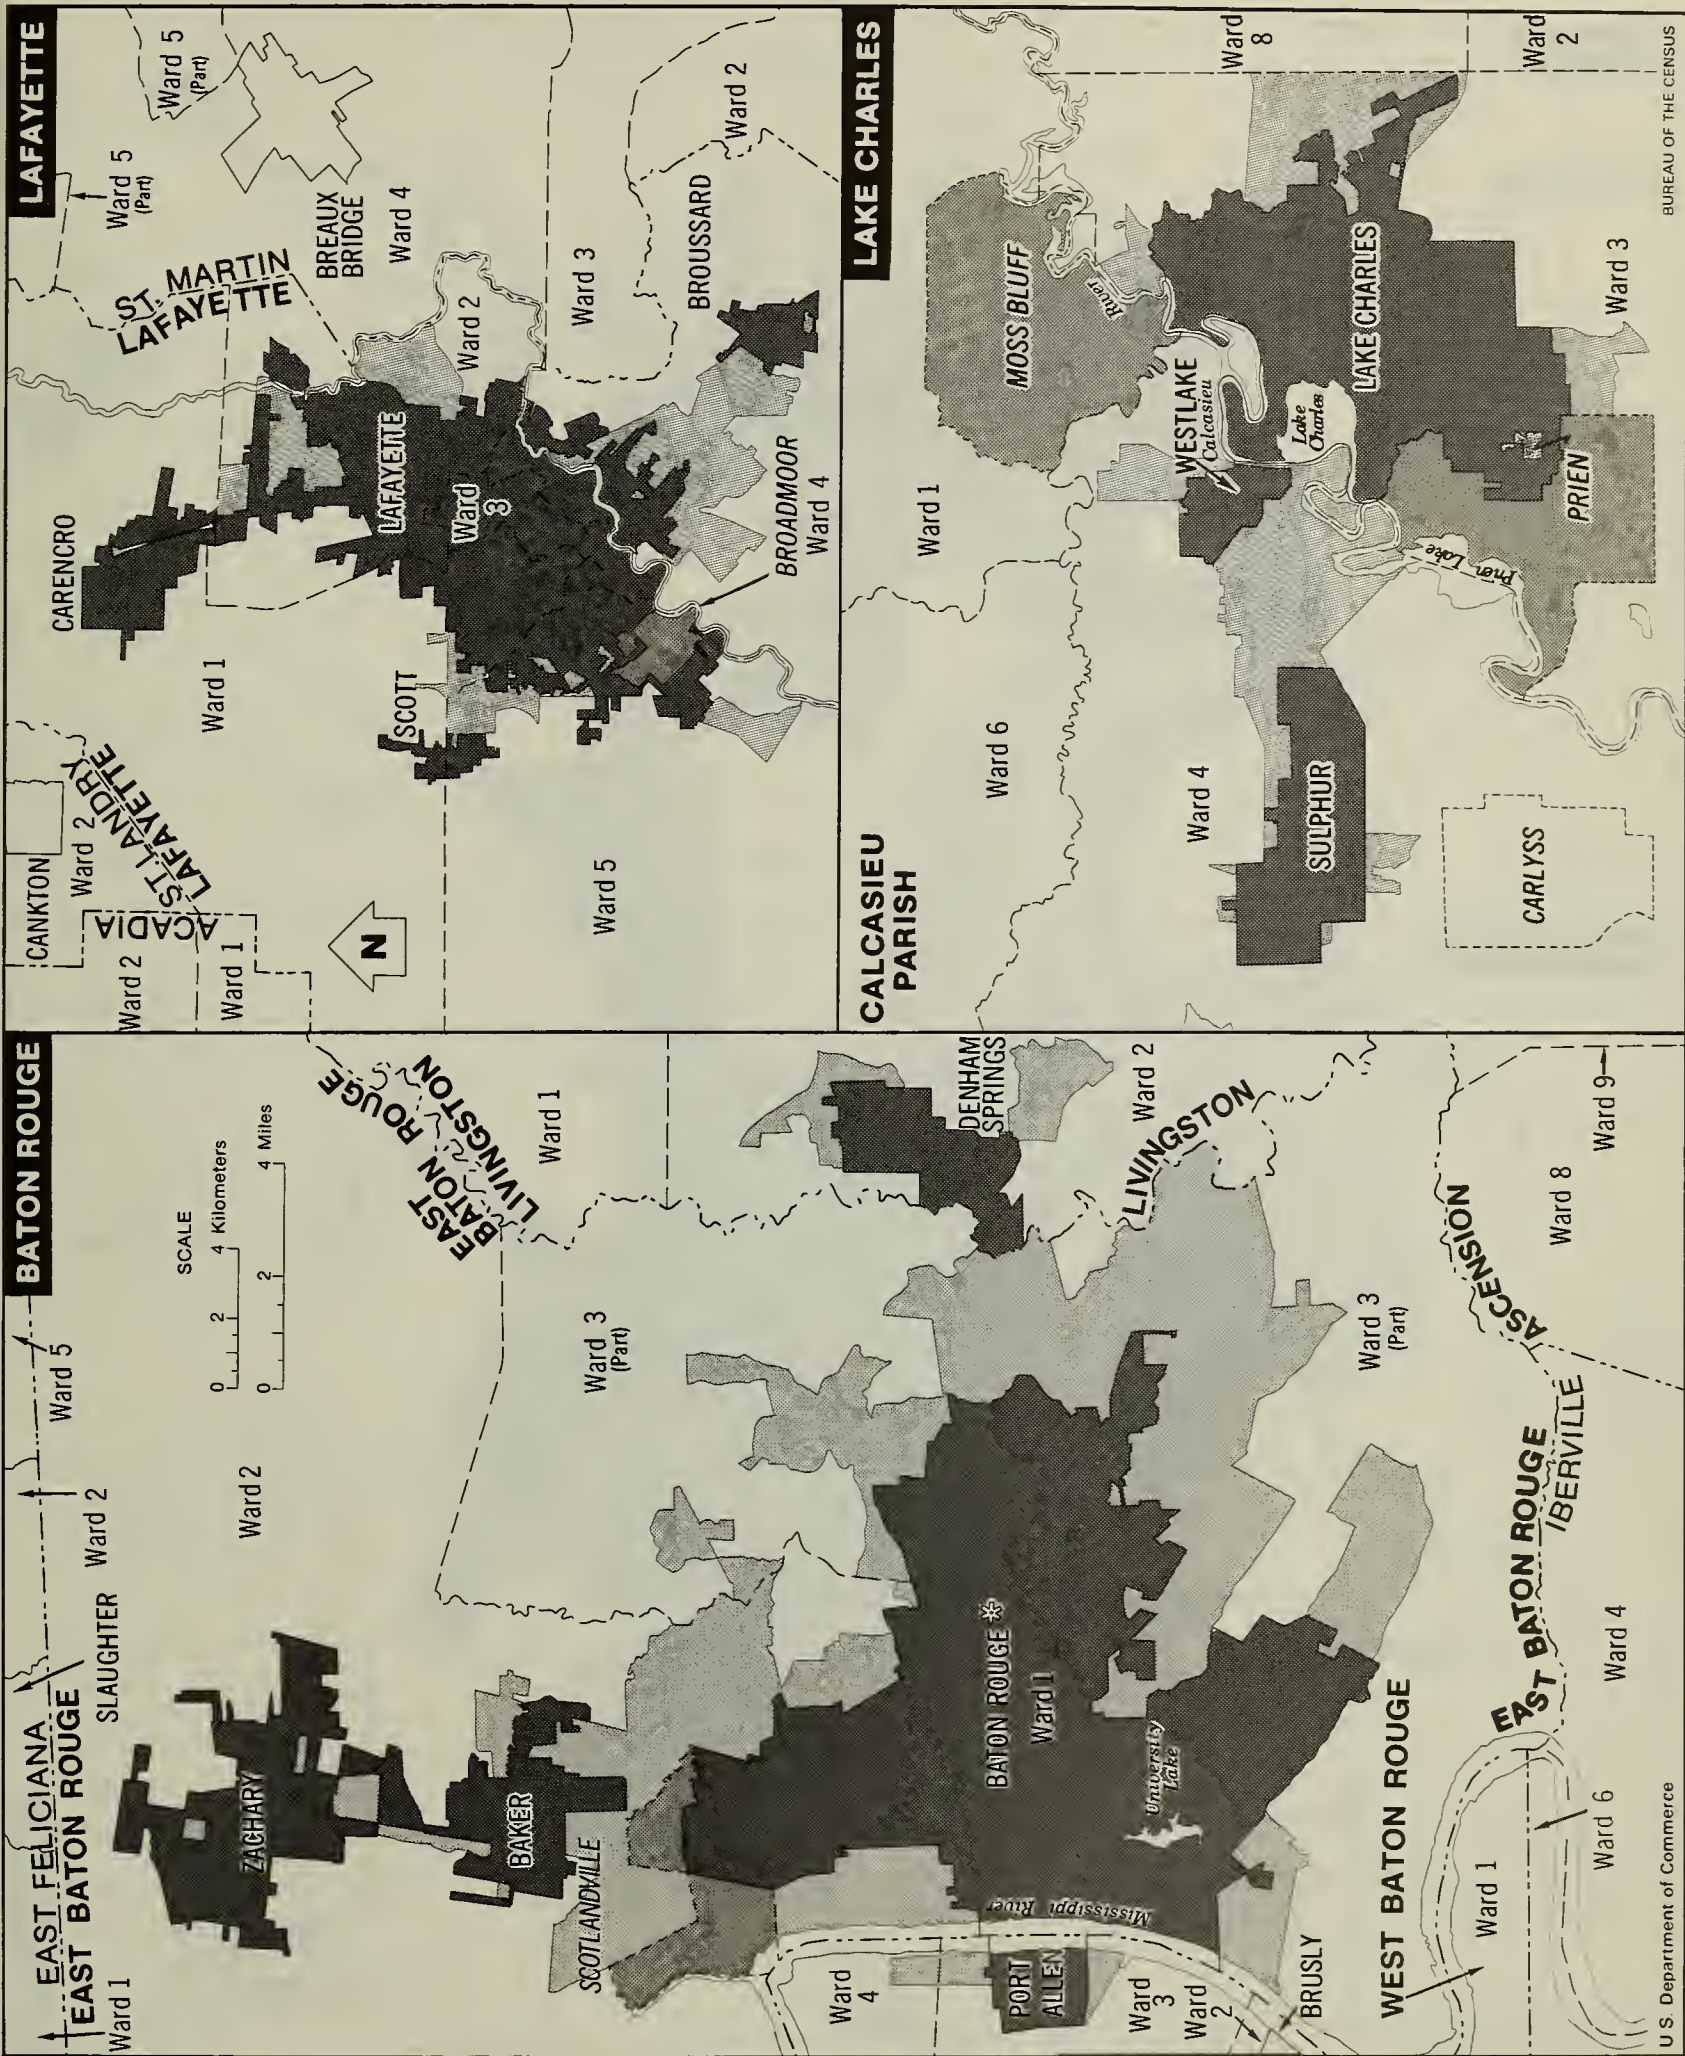 BATON ROUGE
EAST FELICIANA
EAST BATON ROUGE
Ward 1
SLAUGHTER
Ward 2
Ward 5
SCALE
0 2 4 Kilometers
0 2 4 Miles
ZACHARY
Ward 2
EAST
BATON ROUGE
LIVINGSTON
Ward 1
BAKER
SCOTLANDVILLE
Ward 3
(Part)
DENHAM
SPRINGS
Ward 4
PORT
ALLEN
Mississippi River
BATON ROUGE *
Ward 1
University
Lake
Ward 2
LIVINGSTON
Ward 3
Ward 2
BRUSLY
Ward 3
(Part)
WEST BATON ROUGE
Ward 1
Ward 6
EAST BATON ROUGE
IBERVILLE
Ward 4
ASCENSION
Ward 8
Ward 9
U.S. Department of Commerce
LAFAYETTE
CANKTON
Ward 2
ST. LANDRY
LAFAYETTE
ACADIA
Ward 2
Ward 1
N
CARENCRO
Ward 1
ST. MARTIN
LAFAYETTE
Ward 5
(Part)
Ward 5
(Part)
BREAUX
BRIDGE
Ward 4
SCOTT
LAFAYETTE
Ward
3
Ward 2
Ward 3
Ward 2
BROUSSARD
Ward 5
BROADMOOR
Ward 4
LAKE CHARLES
CALCASIEU
PARISH
Ward 1
Ward 6
MOSS BLUFF
River
Ward 4
WESTLAKE
Calcasieu
Ward
8
SULPHUR
Lake
Charles
LAKE CHARLES
Prien Lake
CARLYSS
PRIEN
Ward 3
Ward
2
BUREAU OF THE CENSUS